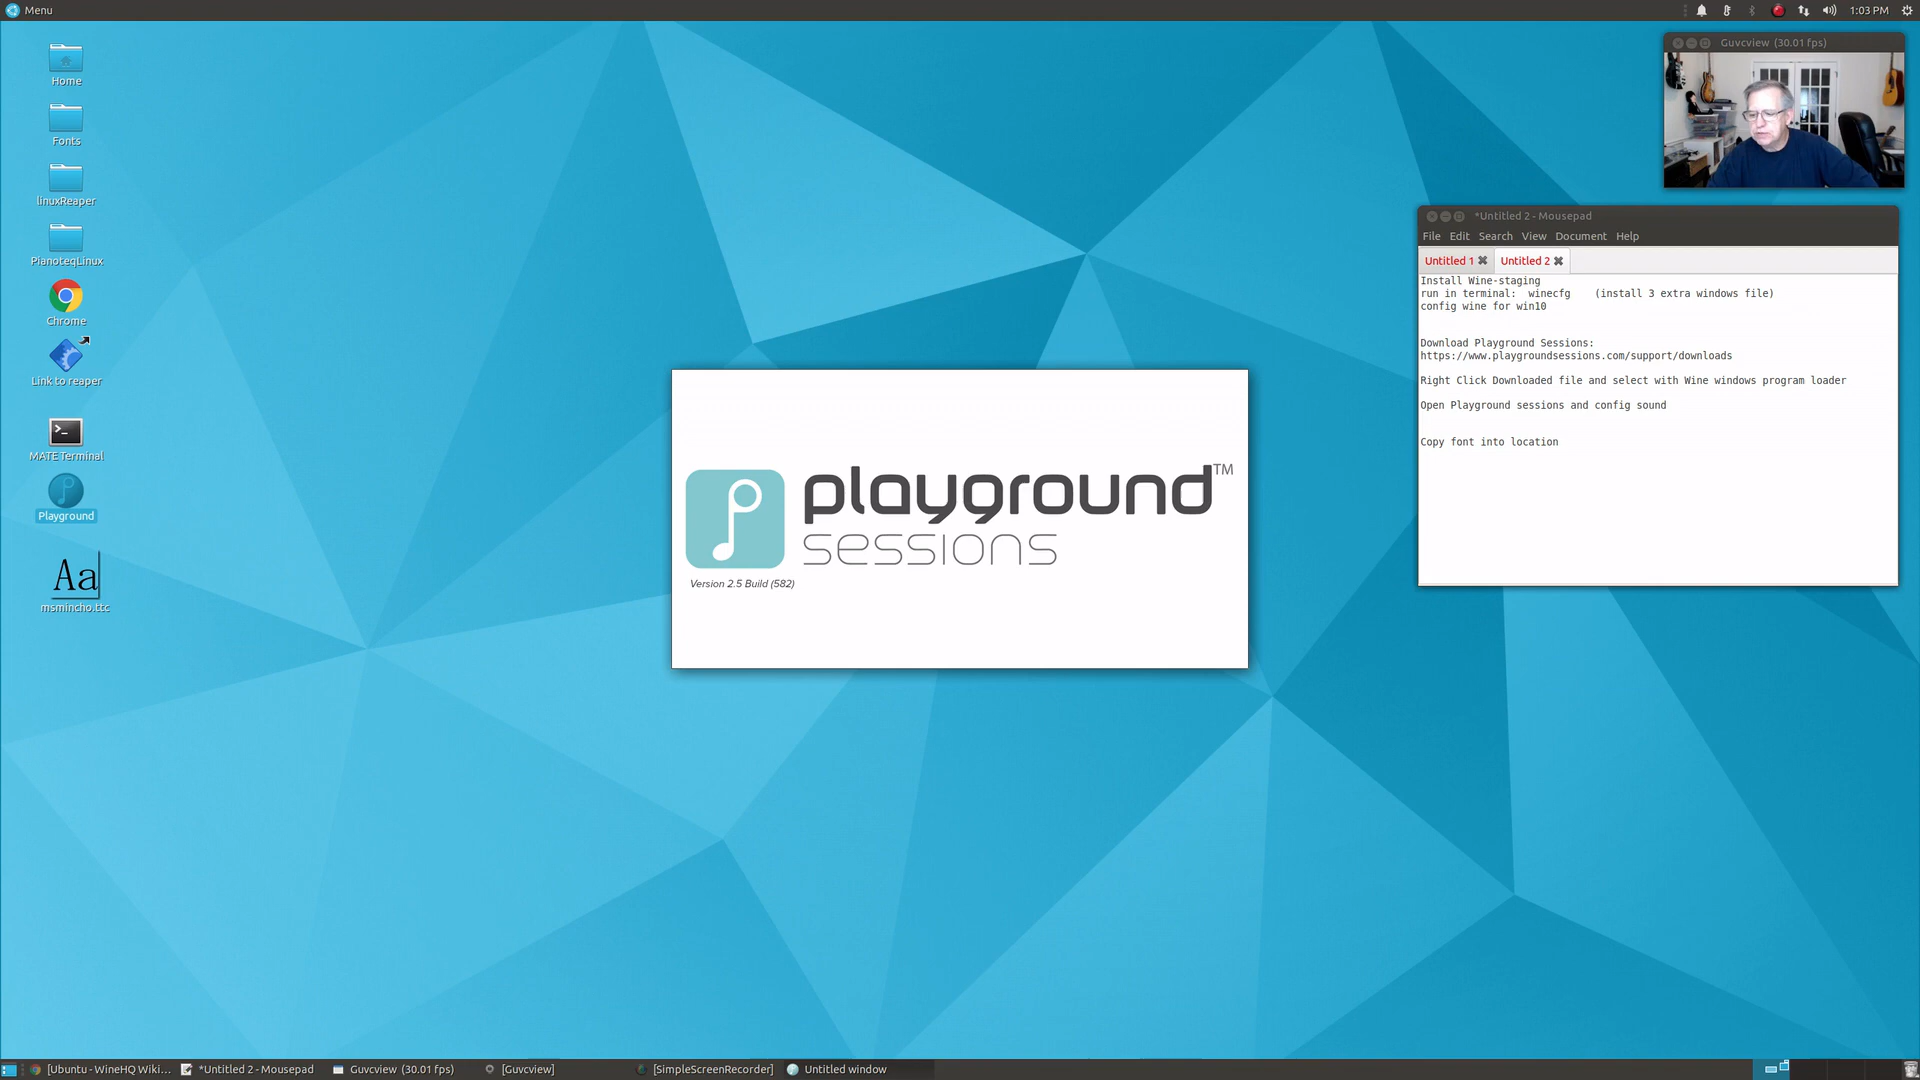 Menu
1:03 PM
Home
Fonts
linuxReaper
PianoteqLinux
Chrome
Link to reaper
MATE Terminal
Playground
Aa
msmincho.ttc
playground™
sessions
Version 2.5 Build (582)
Guvcview (30.01 fps)
*Untitled 2 - Mousepad
File Edit Search View Document Help
Untitled 1 Untitled 2
Install Wine-staging
run in terminal: winecfg (install 3 extra windows file)
config wine for win10
Download Playground Sessions:
https://www.playgroundsessions.com/support/downloads
Right Click Downloaded file and select with Wine windows program loader
Open Playground sessions and config sound
Copy font into location
[Ubuntu - WineHQ Wiki... *Untitled 2 - Mousepad Guvcview (30.01 fps) [Guvcview] [SimpleScreenRecorder] Untitled window